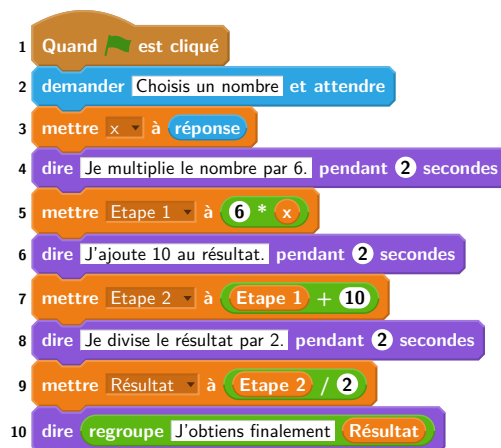 1 Quand est cliqué
2 demander Choisis un nombre et attendre
3 mettre x à réponse
4 dire Je multiplie le nombre par 6. pendant 2 secondes
5 mettre Etape 1 à 6 * x
6 dire J'ajoute 10 au résultat. pendant 2 secondes
7 mettre Etape 2 à Etape 1 + 10
8 dire Je divise le résultat par 2. pendant 2 secondes
9 mettre Résultat à Etape 2 / 2
10 dire regroupe J'obtiens finalement Résultat